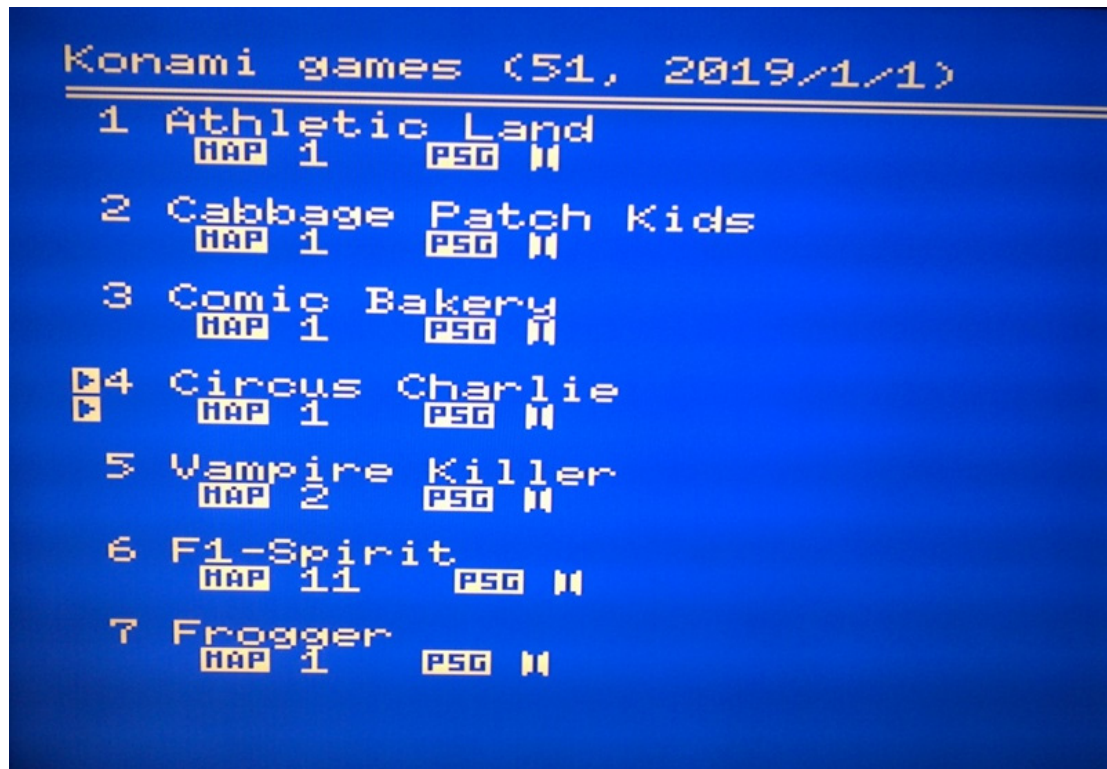 Konami games (51, 2019/1/1)
1 Athletic Land
MAP 1 PSG
2 Cabbage Patch Kids
MAP 1 PSG
3 Comic Bakery
MAP 1 PSG
4 Circus Charlie
MAP 1 PSG
5 Vampire Killer
MAP 2 PSG
6 F1-Spirit
MAP 11 PSG
7 Frogger
MAP 1 PSG